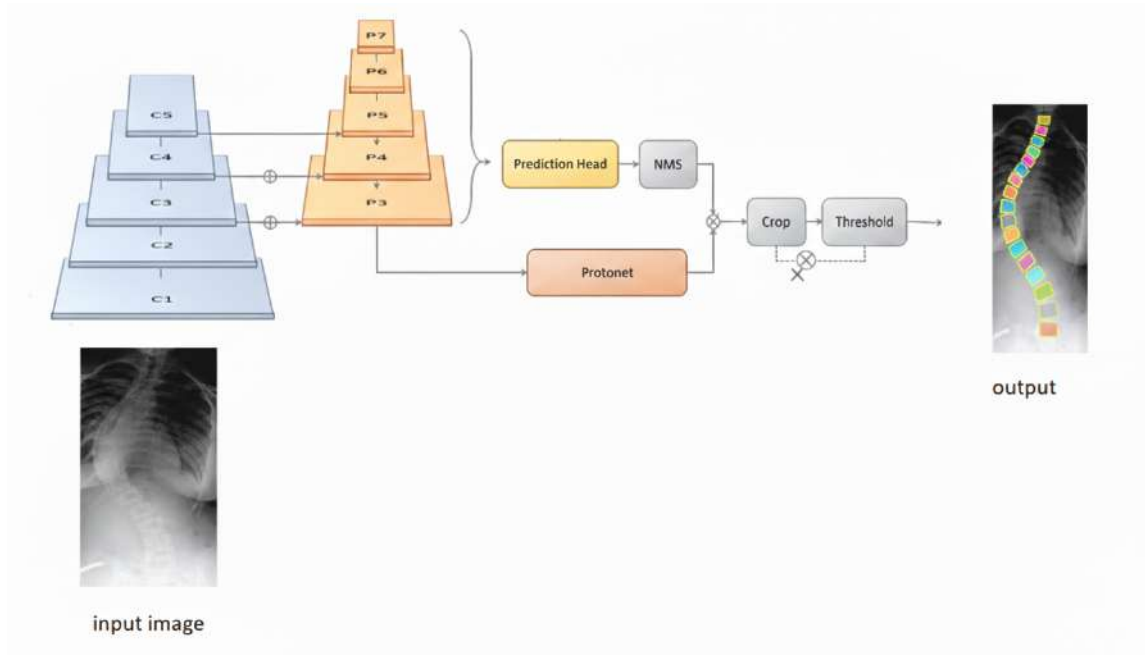 P7
P6
P5
P4
P3
C5
C4
C3
C2
C1
Prediction Head
NMS
Crop
Threshold
Protonet
input image
output